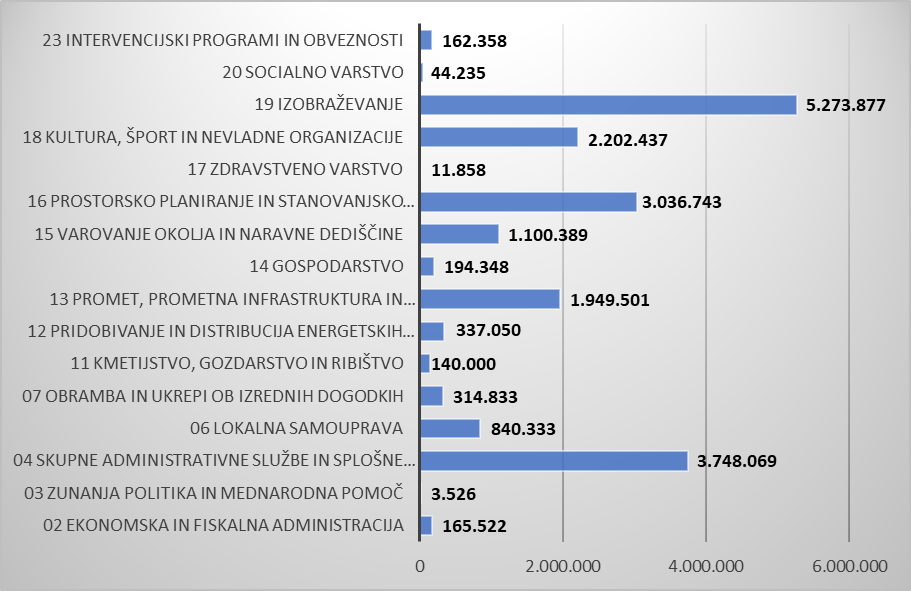 23 INTERVENCIJSKI PROGRAMI IN OBVEZNOSTI 162.358
20 SOCIALNO VARSTVO 44.235
19 IZOBRAŽEVANJE 5.273.877
18 KULTURA, ŠPORT IN NEVLADNE ORGANIZACIJE 2.202.437
17 ZDRAVSTVENO VARSTVO 11.858
16 PROSTORSKO PLANIRANJE IN STANOVANJSKO… 3.036.743
15 VAROVANJE OKOLJA IN NARAVNE DEDIŠČINE 1.100.389
14 GOSPODARSTVO 194.348
13 PROMET, PROMETNA INFRASTRUKTURA IN… 1.949.501
12 PRIDOBIVANJE IN DISTRIBUCIJA ENERGETSKIH… 337.050
11 KMETIJSTVO, GOZDARSTVO IN RIBIŠTVO 140.000
07 OBRAMBA IN UKREPI OB IZREDNIH DOGODKIH 314.833
06 LOKALNA SAMOUPRAVA 840.333
04 SKUPNE ADMINISTRATIVNE SLUŽBE IN SPLOŠNE… 3.748.069
03 ZUNANJA POLITIKA IN MEDNARODNA POMOČ 3.526
02 EKONOMSKA IN FISKALNA ADMINISTRACIJA 165.522
0 2.000.000 4.000.000 6.000.000